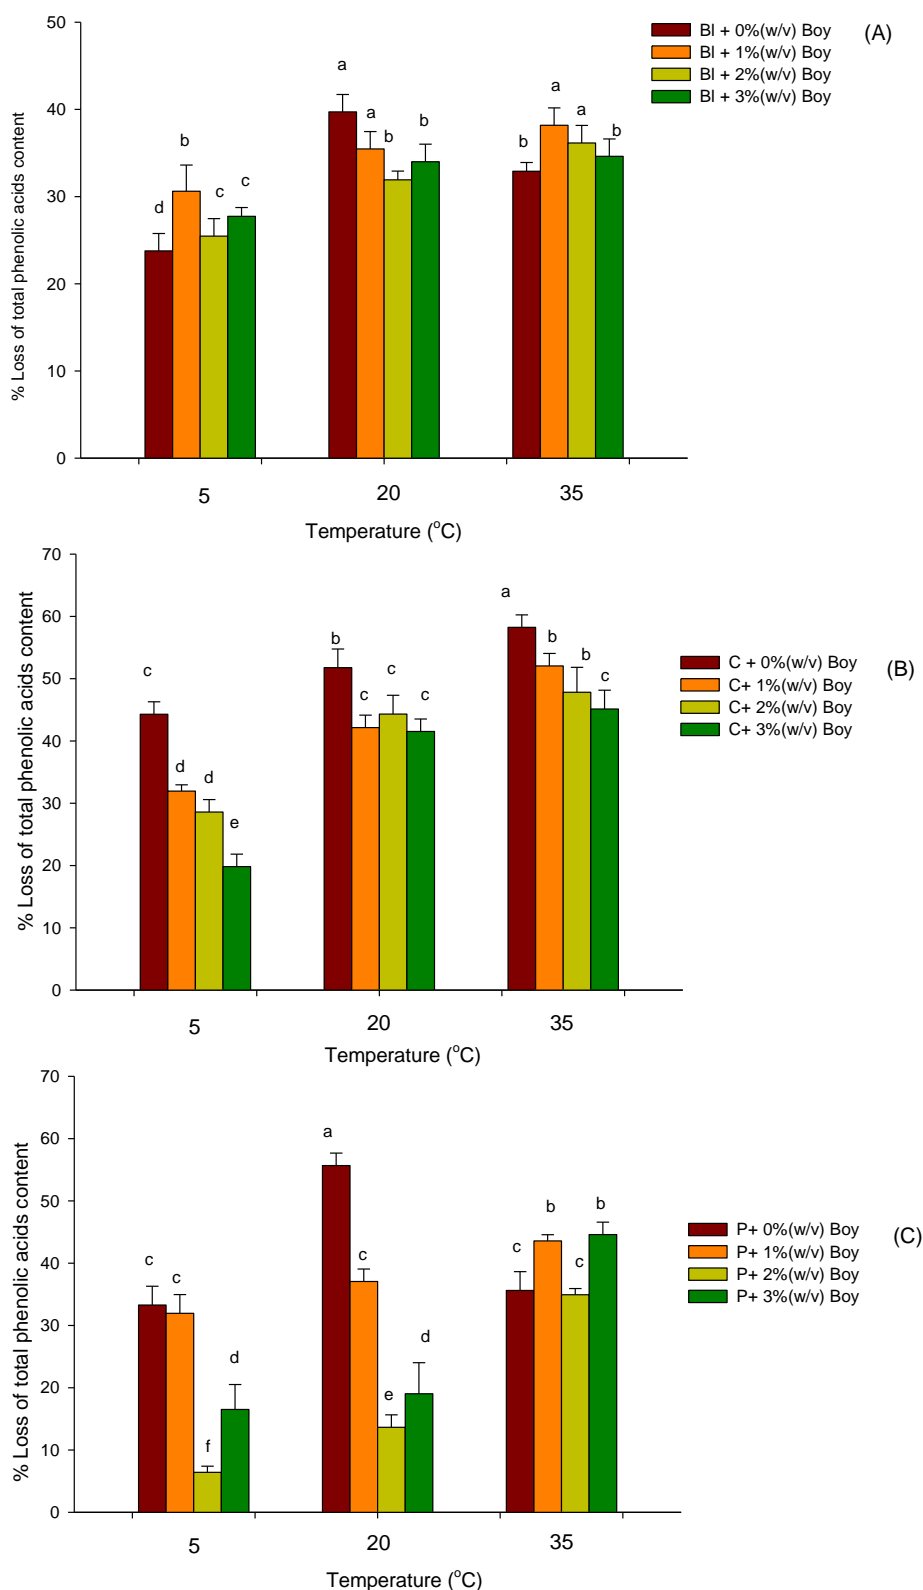 50
40
30
20
10
0
% Loss of total phenolic acids content
Bl + 0%(w/v) Boy
Bl + 1%(w/v) Boy
Bl + 2%(w/v) Boy
Bl + 3%(w/v) Boy
(A)
d b c c
a a b b
b a a b
5 20 35
Temperature (°C)
70
60
50
40
30
20
10
0
% Loss of total phenolic acids content
C + 0%(w/v) Boy
C+ 1%(w/v) Boy
C+ 2%(w/v) Boy
C+ 3%(w/v) Boy
(B)
c d d e
b c c c
a b b c
5 20 35
Temperature (°C)
70
60
50
40
30
20
10
0
% Loss of total phenolic acids content
P+ 0%(w/v) Boy
P+ 1%(w/v) Boy
P+ 2%(w/v) Boy
P+ 3%(w/v) Boy
(C)
c c f d
a c e d
c b c b
5 20 35
Temperature (°C)